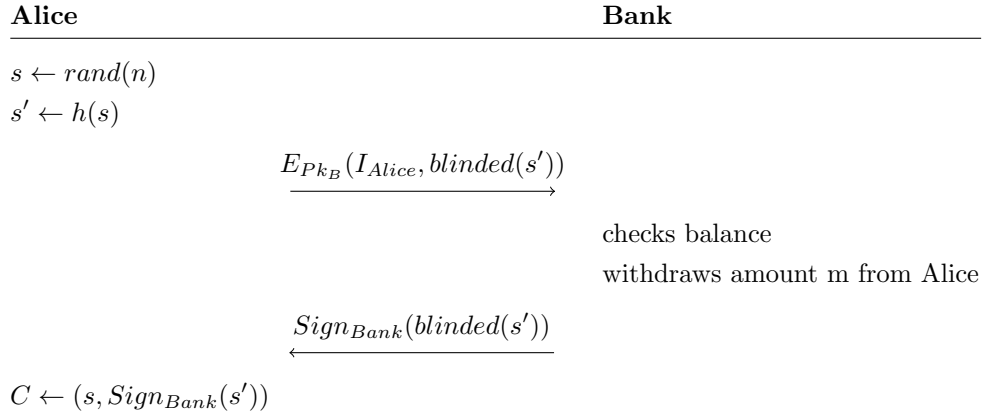 Alice Bank
s ← rand(n)
s′ ← h(s)
E_{Pk_B}(I_{Alice}, blinded(s′))
checks balance
withdraws amount m from Alice
Sign_{Bank}(blinded(s′))
C ← (s, Sign_{Bank}(s′))